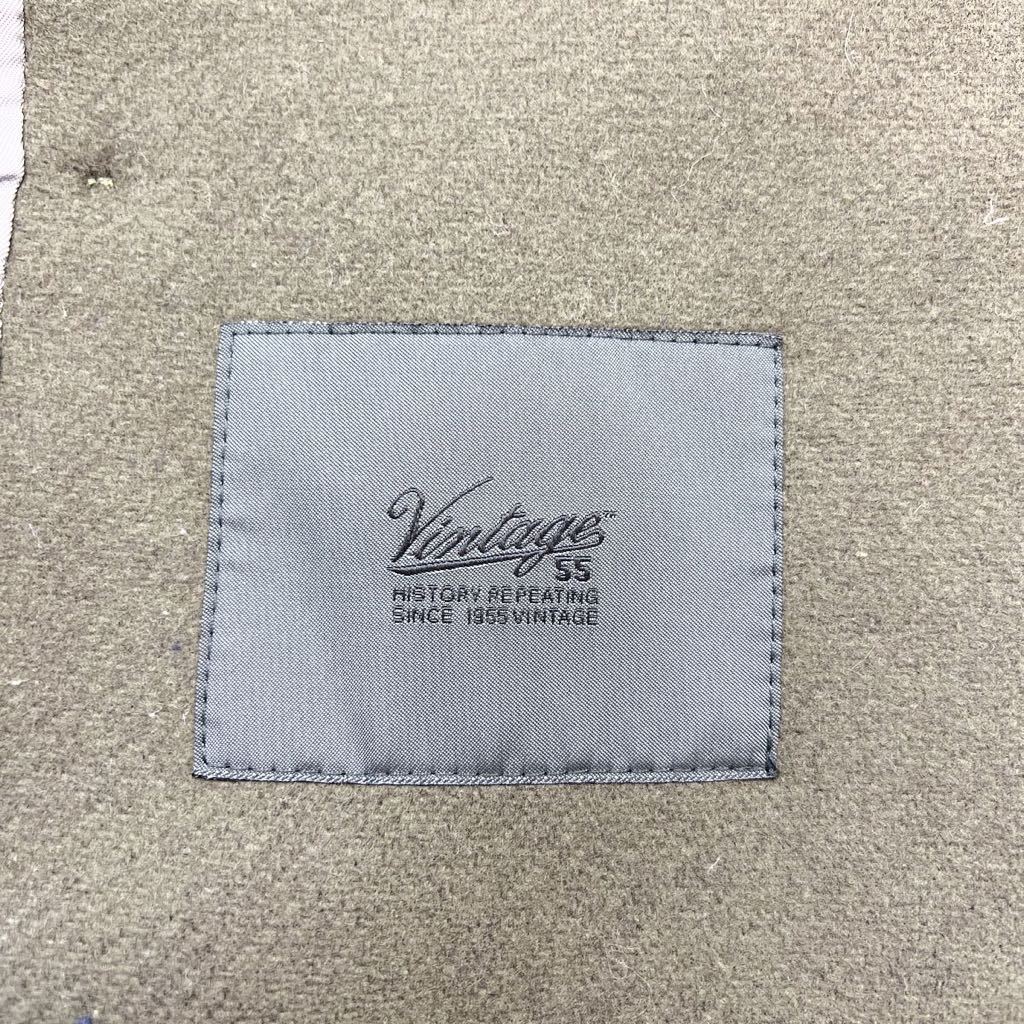 Vintage™
55
HISTORY REPEATING
SINCE 1955 VINTAGE